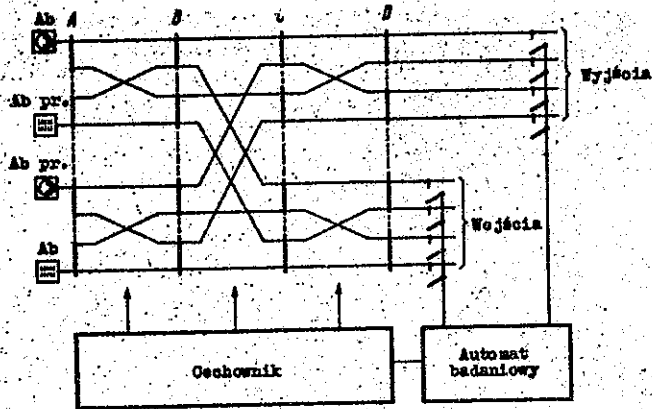 Ab
A B C D
Ab pr.
Wyjścia
Ab pr.
Ab
Wejścia
Cechownik
Automat
badaniowy